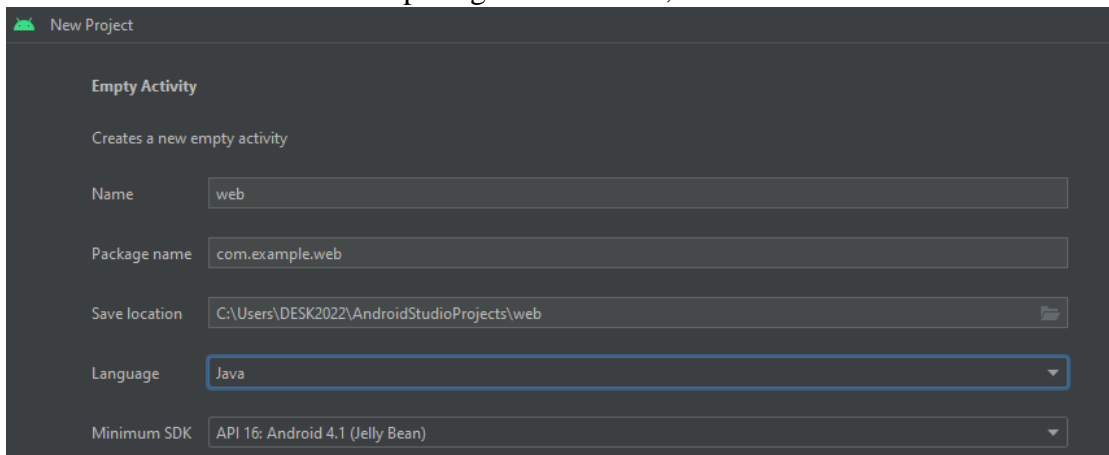 New Project
Empty Activity
Creates a new empty activity
Name web
Package name com.example.web
Save location C:\Users\DESK2022\AndroidStudioProjects\web
Language Java
Minimum SDK API 16: Android 4.1 (Jelly Bean)